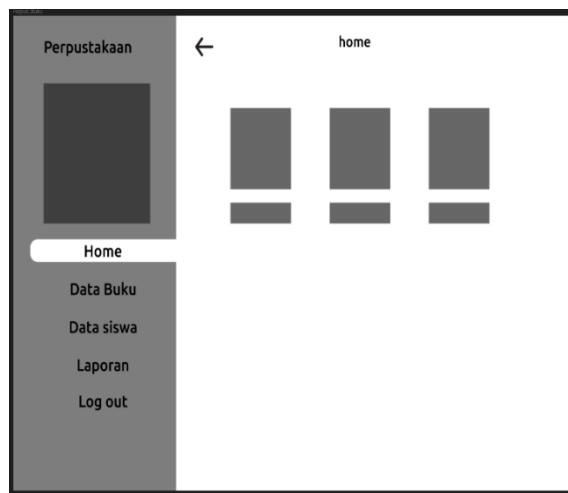 Perpustakaan
home
Home
Data Buku
Data siswa
Laporan
Log out